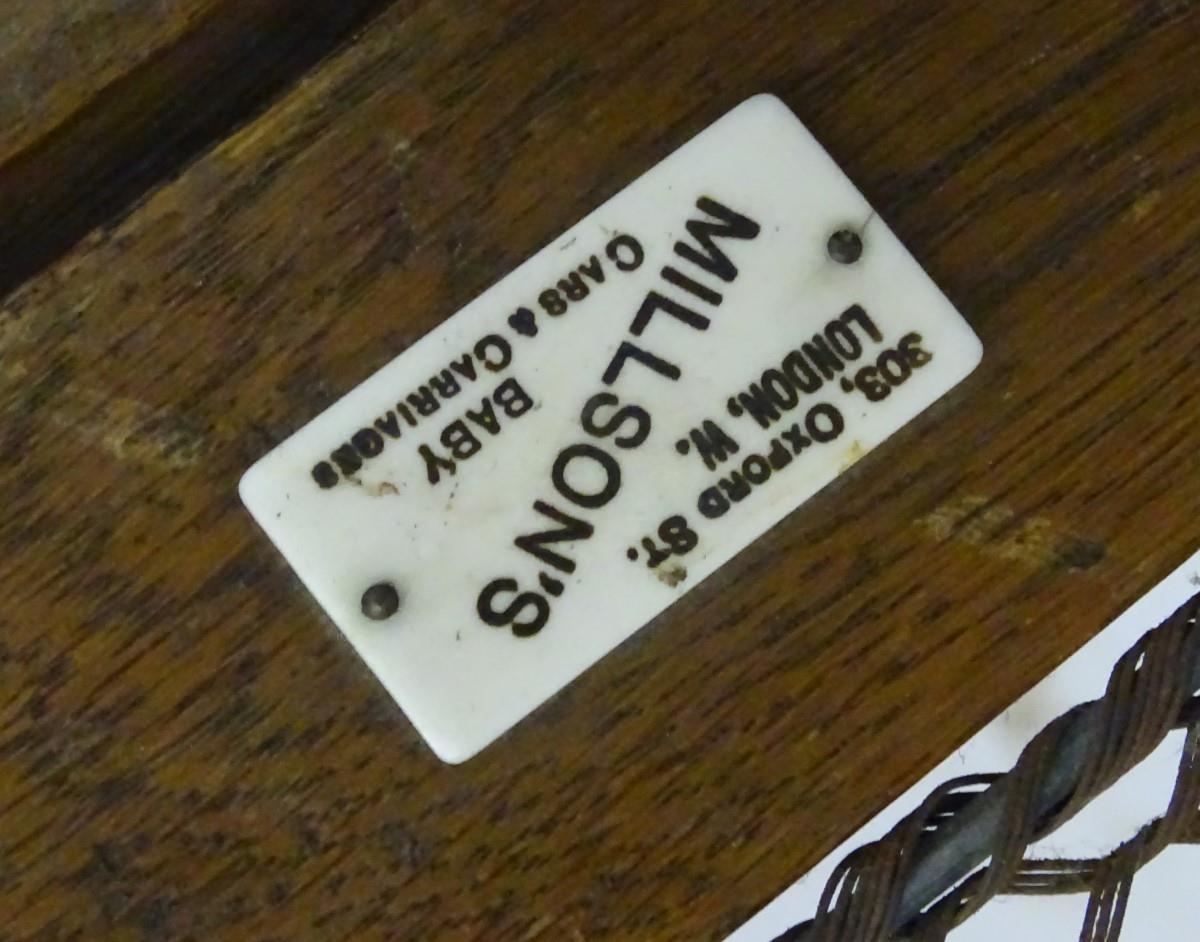 303, OXFORD ST.
LONDON, W.
MILLSON'S
BABY
CARS & CARRIAGES